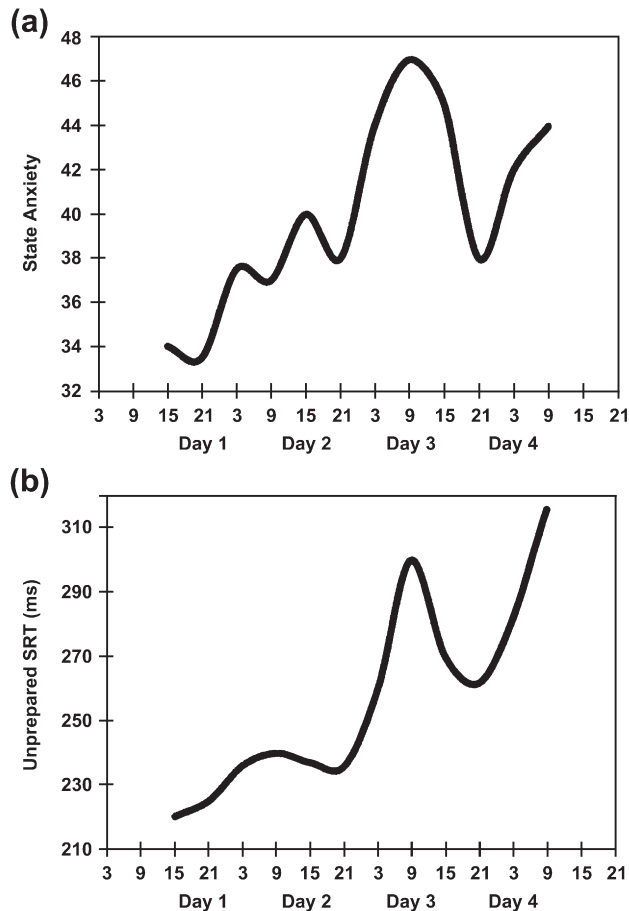 (a)
48
46
44
42
40
38
36
34
32
State Anxiety
3 9 15 21 3 9 15 21 3 9 15 21 3 9 15 21
Day 1 Day 2 Day 3 Day 4
(b)
310
290
270
250
230
210
Unprepared SRT (ms)
3 9 15 21 3 9 15 21 3 9 15 21 3 9 15 21
Day 1 Day 2 Day 3 Day 4